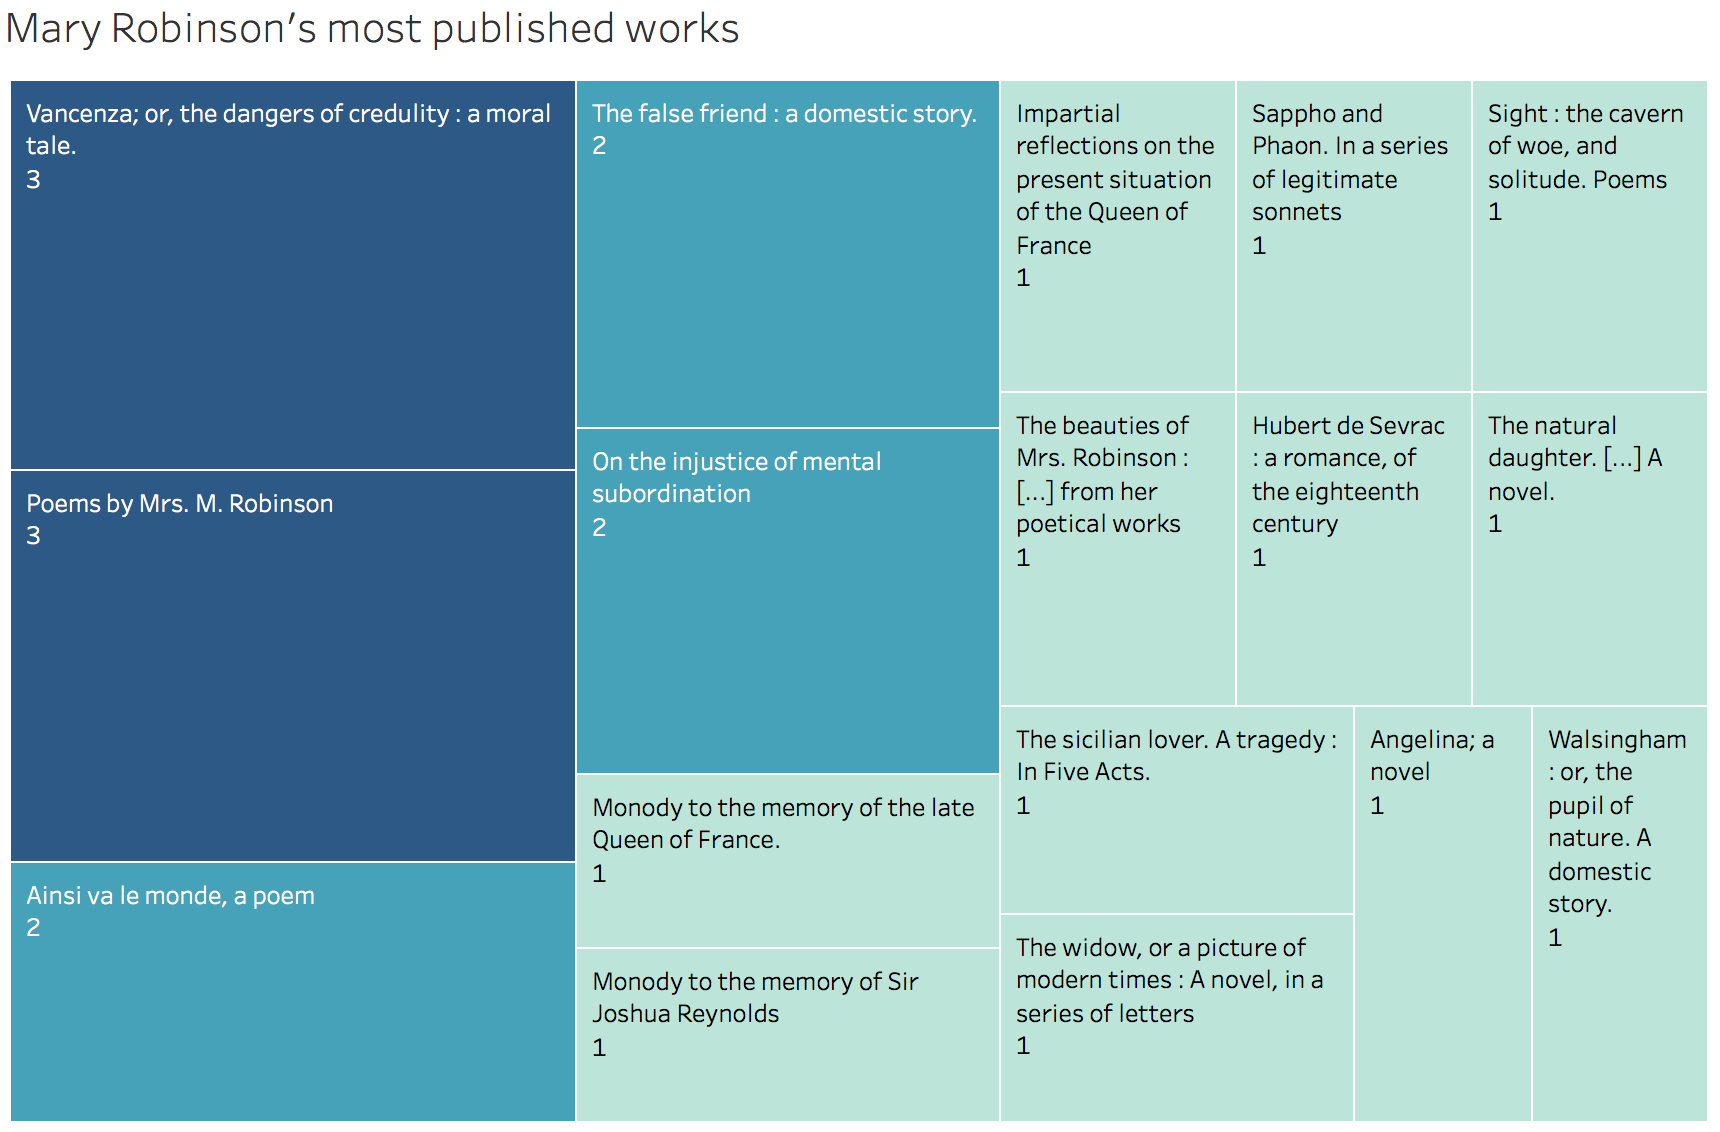 Mary Robinson's most published works
Vancenza; or, the dangers of credulity : a moral
tale.
3
Poems by Mrs. M. Robinson
3
Ainsi va le monde, a poem
2
The false friend : a domestic story.
2
On the injustice of mental
subordination
2
Monody to the memory of the late
Queen of France.
1
Monody to the memory of Sir
Joshua Reynolds
1
Impartial
reflections on the
present situation
of the Queen of
France
1
Sappho and
Phaon. In a series
of legitimate
sonnets
1
Sight : the cavern
of woe, and
solitude. Poems
1
The beauties of
Mrs. Robinson :
[...] from her
poetical works
1
Hubert de Sevrac
: a romance, of
the eighteenth
century
1
The natural
daughter. [...] A
novel.
1
The sicilian lover. A tragedy :
In Five Acts.
1
The widow, or a picture of
modern times : A novel, in a
series of letters
1
Angelina; a
novel
1
Walsingham
: or, the
pupil of
nature. A
domestic
story.
1